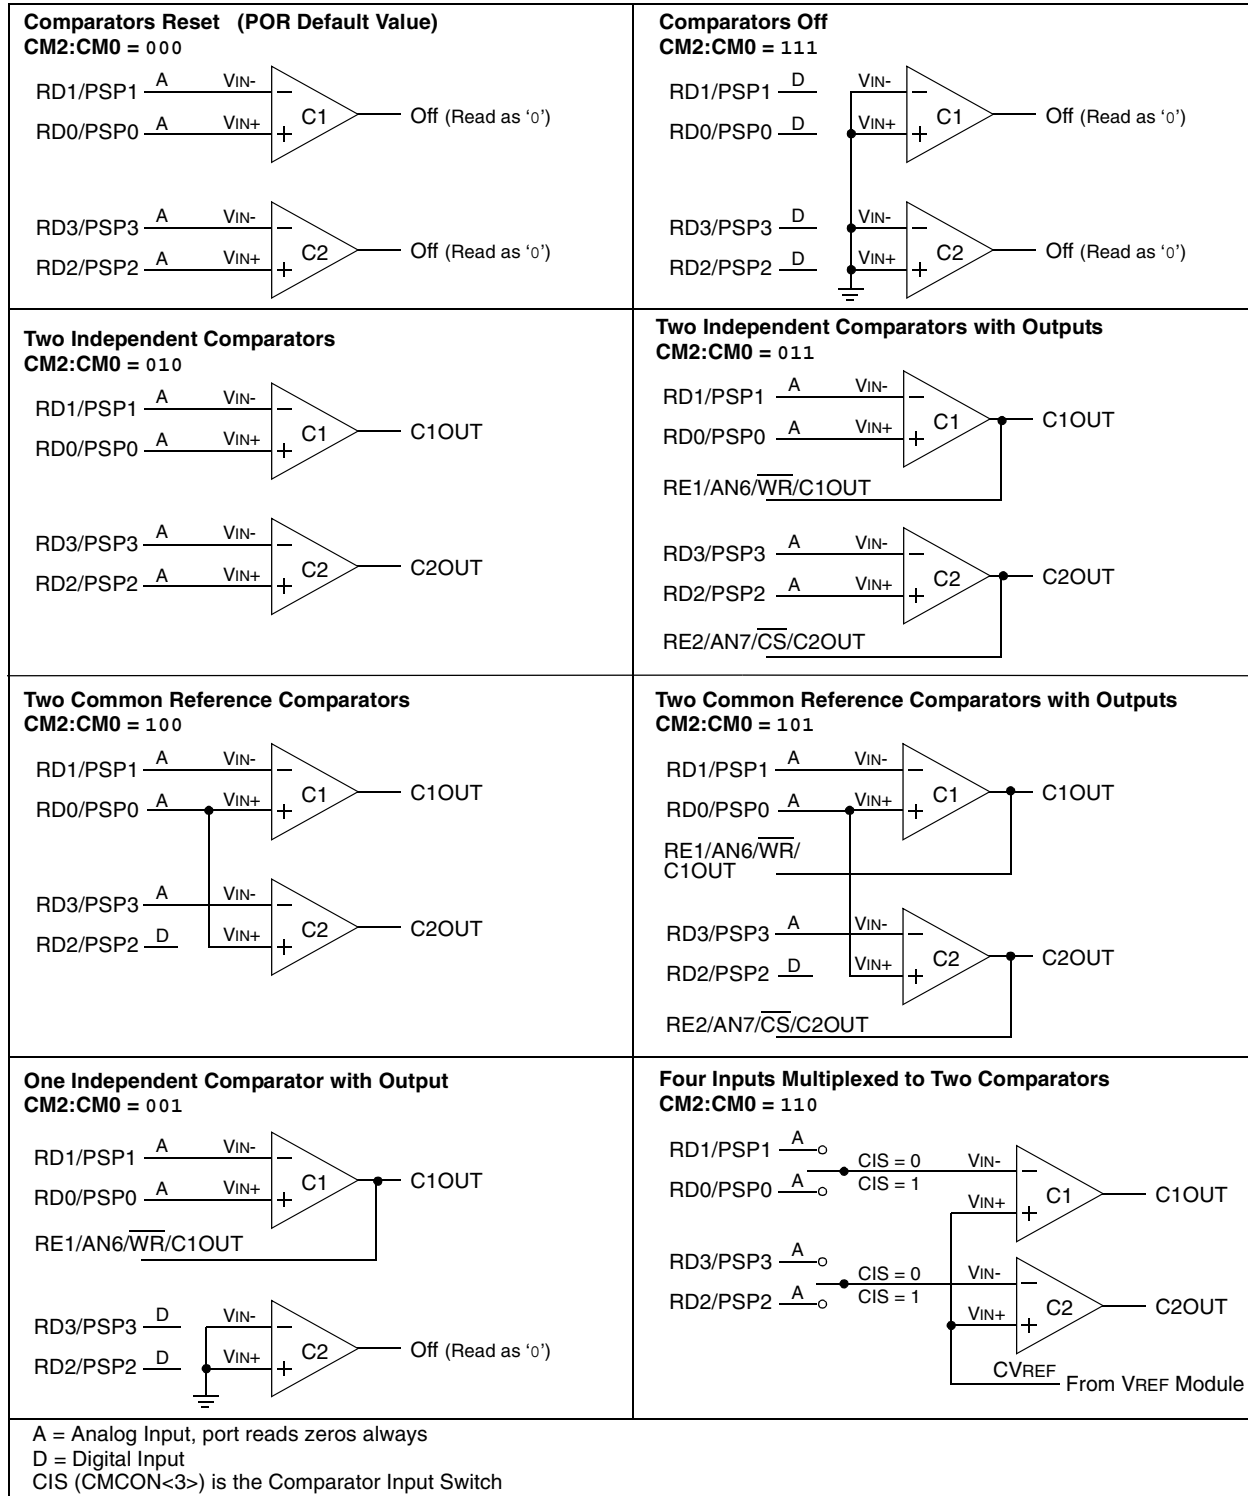 Comparators Reset (POR Default Value)
CM2:CM0 = 000
RD1/PSP1 A VIN- −
RD0/PSP0 A VIN+ + C1 Off (Read as '0')
RD3/PSP3 A VIN- −
RD2/PSP2 A VIN+ + C2 Off (Read as '0')
Comparators Off
CM2:CM0 = 111
RD1/PSP1 D VIN- −
RD0/PSP0 D VIN+ + C1 Off (Read as '0')
RD3/PSP3 D VIN- −
RD2/PSP2 D VIN+ + C2 Off (Read as '0')
Two Independent Comparators
CM2:CM0 = 010
RD1/PSP1 A VIN- −
RD0/PSP0 A VIN+ + C1 C1OUT
RD3/PSP3 A VIN- −
RD2/PSP2 A VIN+ + C2 C2OUT
Two Independent Comparators with Outputs
CM2:CM0 = 011
RD1/PSP1 A VIN- −
RD0/PSP0 A VIN+ + C1 C1OUT
RE1/AN6/W̅R̅/C1OUT
RD3/PSP3 A VIN- −
RD2/PSP2 A VIN+ + C2 C2OUT
RE2/AN7/C̅S̅/C2OUT
Two Common Reference Comparators
CM2:CM0 = 100
RD1/PSP1 A VIN- −
RD0/PSP0 A VIN+ + C1 C1OUT
RD3/PSP3 A VIN- −
RD2/PSP2 D VIN+ + C2 C2OUT
Two Common Reference Comparators with Outputs
CM2:CM0 = 101
RD1/PSP1 A VIN- −
RD0/PSP0 A VIN+ + C1 C1OUT
RE1/AN6/W̅R̅/
C1OUT
RD3/PSP3 A VIN- −
RD2/PSP2 D VIN+ + C2 C2OUT
RE2/AN7/C̅S̅/C2OUT
One Independent Comparator with Output
CM2:CM0 = 001
RD1/PSP1 A VIN- −
RD0/PSP0 A VIN+ + C1 C1OUT
RE1/AN6/W̅R̅/C1OUT
RD3/PSP3 D VIN- −
RD2/PSP2 D VIN+ + C2 Off (Read as '0')
Four Inputs Multiplexed to Two Comparators
CM2:CM0 = 110
RD1/PSP1 A
CIS = 0 VIN- −
RD0/PSP0 A CIS = 1
VIN+ + C1 C1OUT
RD3/PSP3 A
CIS = 0 VIN- −
RD2/PSP2 A CIS = 1
VIN+ + C2 C2OUT
CVREF
From VREF Module
A = Analog Input, port reads zeros always
D = Digital Input
CIS (CMCON<3>) is the Comparator Input Switch